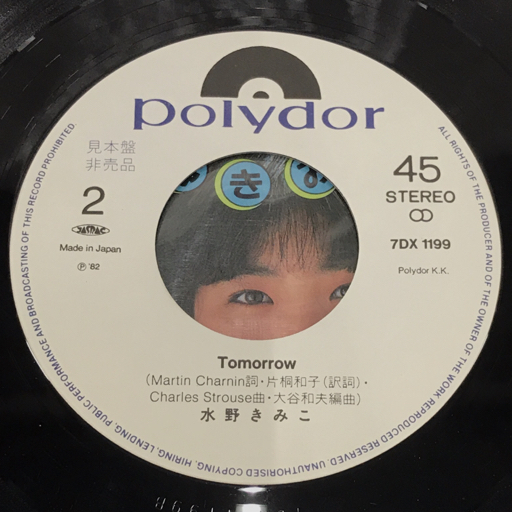 polydor
見本盤
非売品
2
JASRAC
Made in Japan
Ⓟ '82
45
STEREO
7DX 1199
Polydor K.K.
き
Tomorrow
(Martin Charnin詞・片桐和子(訳詞)・
Charles Strouse曲・大谷和夫編曲)
水野きみこ
ALL RIGHTS OF THE PRODUCER AND OF THE OWNER OF THE WORK REPRODUCED RESERVED. UNAUTHORISED COPYING, HIRING, LENDING, PUBLIC PERFORMANCE AND BROADCASTING OF THIS RECORD PROHIBITED.